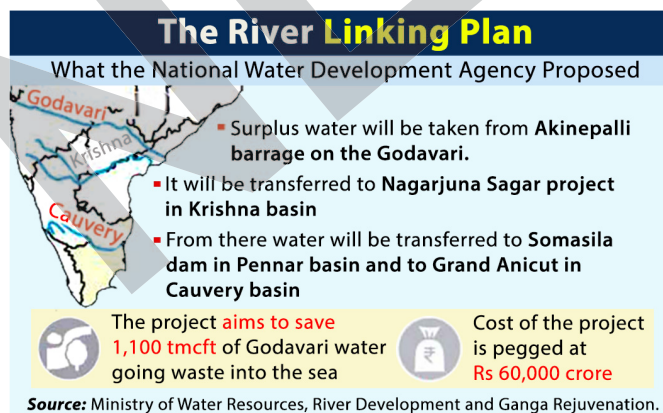 The River Linking Plan
What the National Water Development Agency Proposed
Godavari
Krishna
Cauvery
Surplus water will be taken from Akinepalli
barrage on the Godavari.
It will be transferred to Nagarjuna Sagar project
in Krishna basin
From there water will be transferred to Somasila
dam in Pennar basin and to Grand Anicut in
Cauvery basin
The project aims to save
1,100 tmcft of Godavari water
going waste into the sea
Cost of the project
is pegged at
Rs 60,000 crore
₹
Source: Ministry of Water Resources, River Development and Ganga Rejuvenation.